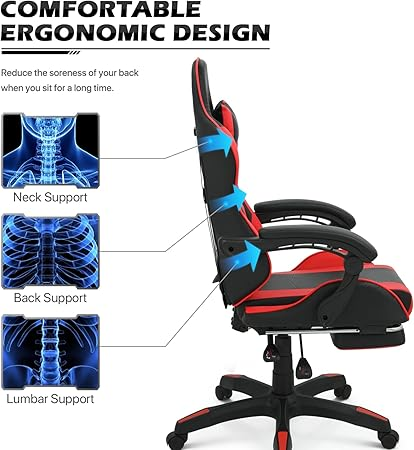 COMFORTABLE
ERGONOMIC DESIGN
Reduce the soreness of your back
when you sit for a long time.
Neck Support
Back Support
Lumbar Support